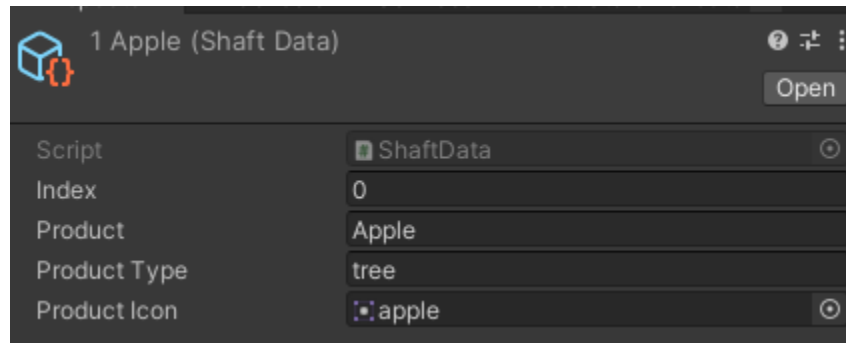 1 Apple (Shaft Data)
Open
Script ShaftData
Index 0
Product Apple
Product Type tree
Product Icon apple